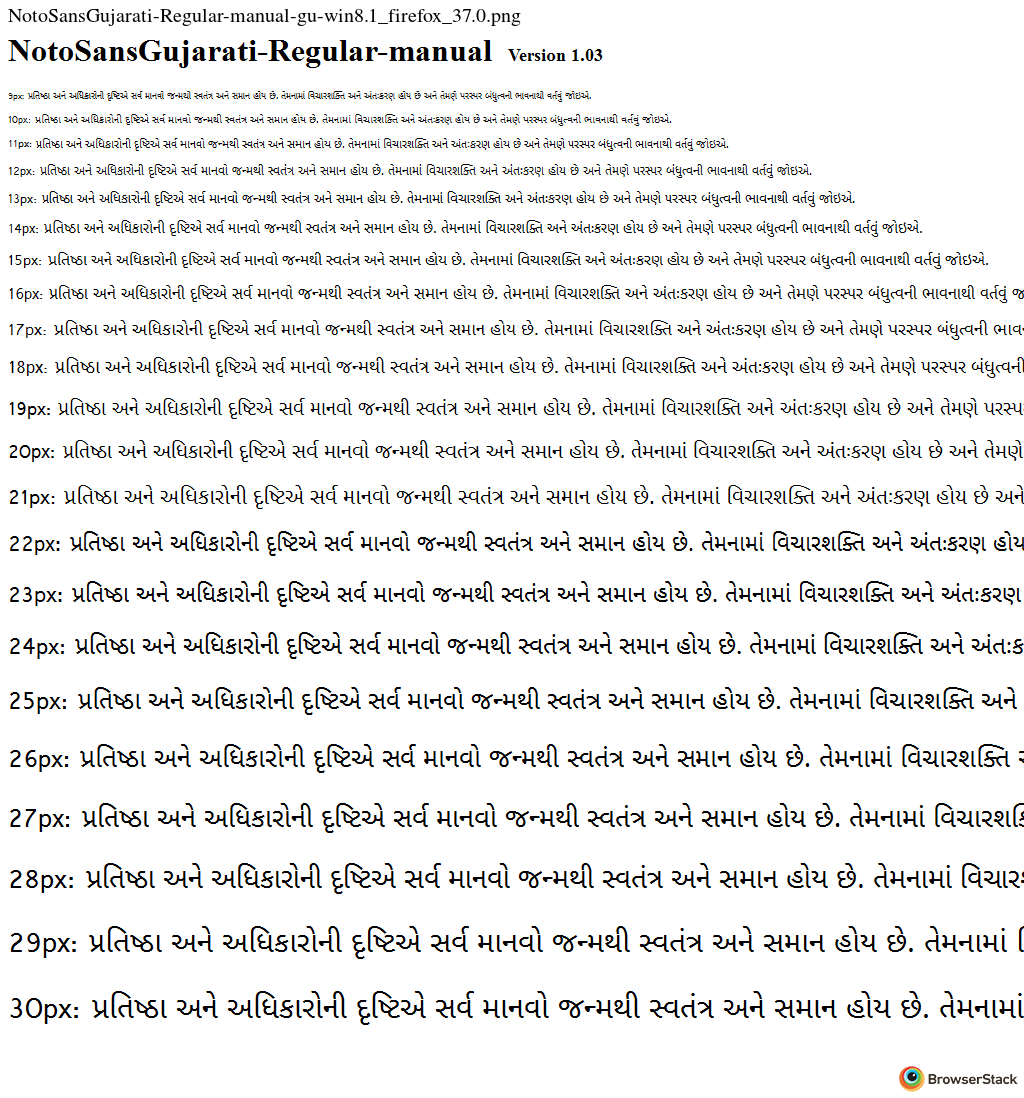 NotoSansGujarati-Regular-manual-gu-win8.1_firefox_37.0.png
NotoSansGujarati-Regular-manual Version 1.03
9px: પ્રતિષ્ઠા અને અધિકારોની દૃષ્ટિએ સર્વ માનવો જન્મથી સ્વતંત્ર અને સમાન હોય છે. તેમનામાં વિચારશક્તિ અને અંતઃકરણ હોય છે અને તેમણે પરસ્પર બંધુત્વની ભાવનાથી વર્તવું જોઇએ.
10px: પ્રતિષ્ઠા અને અધિકારોની દૃષ્ટિએ સર્વ માનવો જન્મથી સ્વતંત્ર અને સમાન હોય છે. તેમનામાં વિચારશક્તિ અને અંતઃકરણ હોય છે અને તેમણે પરસ્પર બંધુત્વની ભાવનાથી વર્તવું જોઇએ.
11px: પ્રતિષ્ઠા અને અધિકારોની દૃષ્ટિએ સર્વ માનવો જન્મથી સ્વતંત્ર અને સમાન હોય છે. તેમનામાં વિચારશક્તિ અને અંતઃકરણ હોય છે અને તેમણે પરસ્પર બંધુત્વની ભાવનાથી વર્તવું જોઇએ.
12px: પ્રતિષ્ઠા અને અધિકારોની દૃષ્ટિએ સર્વ માનવો જન્મથી સ્વતંત્ર અને સમાન હોય છે. તેમનામાં વિચારશક્તિ અને અંતઃકરણ હોય છે અને તેમણે પરસ્પર બંધુત્વની ભાવનાથી વર્તવું જોઇએ.
13px: પ્રતિષ્ઠા અને અધિકારોની દૃષ્ટિએ સર્વ માનવો જન્મથી સ્વતંત્ર અને સમાન હોય છે. તેમનામાં વિચારશક્તિ અને અંતઃકરણ હોય છે અને તેમણે પરસ્પર બંધુત્વની ભાવનાથી વર્તવું જોઇએ.
14px: પ્રતિષ્ઠા અને અધિકારોની દૃષ્ટિએ સર્વ માનવો જન્મથી સ્વતંત્ર અને સમાન હોય છે. તેમનામાં વિચારશક્તિ અને અંતઃકરણ હોય છે અને તેમણે પરસ્પર બંધુત્વની ભાવનાથી વર્તવું જોઇએ.
15px: પ્રતિષ્ઠા અને અધિકારોની દૃષ્ટિએ સર્વ માનવો જન્મથી સ્વતંત્ર અને સમાન હોય છે. તેમનામાં વિચારશક્તિ અને અંતઃકરણ હોય છે અને તેમણે પરસ્પર બંધુત્વની ભાવનાથી વર્તવું જોઇએ.
16px: પ્રતિષ્ઠા અને અધિકારોની દૃષ્ટિએ સર્વ માનવો જન્મથી સ્વતંત્ર અને સમાન હોય છે. તેમનામાં વિચારશક્તિ અને અંતઃકરણ હોય છે અને તેમણે પરસ્પર બંધુત્વની ભાવનાથી વર્તવું
17px: પ્રતિષ્ઠા અને અધિકારોની દૃષ્ટિએ સર્વ માનવો જન્મથી સ્વતંત્ર અને સમાન હોય છે. તેમનામાં વિચારશક્તિ અને અંતઃકરણ હોય છે અને તેમણે પરસ્પર બંધુત્વની ભાવ
18px: પ્રતિષ્ઠા અને અધિકારોની દૃષ્ટિએ સર્વ માનવો જન્મથી સ્વતંત્ર અને સમાન હોય છે. તેમનામાં વિચારશક્તિ અને અંતઃકરણ હોય છે અને તેમણે પરસ્પર બંધુત્વની
19px: પ્રતિષ્ઠા અને અધિકારોની દૃષ્ટિએ સર્વ માનવો જન્મથી સ્વતંત્ર અને સમાન હોય છે. તેમનામાં વિચારશક્તિ અને અંતઃકરણ હોય છે અને તેમણે પરસ્પ
20px: પ્રતિષ્ઠા અને અધિકારોની દૃષ્ટિએ સર્વ માનવો જન્મથી સ્વતંત્ર અને સમાન હોય છે. તેમનામાં વિચારશક્તિ અને અંતઃકરણ હોય છે અને તેમણે
21px: પ્રતિષ્ઠા અને અધિકારોની દૃષ્ટિએ સર્વ માનવો જન્મથી સ્વતંત્ર અને સમાન હોય છે. તેમનામાં વિચારશક્તિ અને અંતઃકરણ હોય છે અને
22px: પ્રતિષ્ઠા અને અધિકારોની દૃષ્ટિએ સર્વ માનવો જન્મથી સ્વતંત્ર અને સમાન હોય છે. તેમનામાં વિચારશક્તિ અને અંતઃકરણ હોય
23px: પ્રતિષ્ઠા અને અધિકારોની દૃષ્ટિએ સર્વ માનવો જન્મથી સ્વતંત્ર અને સમાન હોય છે. તેમનામાં વિચારશક્તિ અને અંતઃકરણ
24px: પ્રતિષ્ઠા અને અધિકારોની દૃષ્ટિએ સર્વ માનવો જન્મથી સ્વતંત્ર અને સમાન હોય છે. તેમનામાં વિચારશક્તિ અને અંતઃક
25px: પ્રતિષ્ઠા અને અધિકારોની દૃષ્ટિએ સર્વ માનવો જન્મથી સ્વતંત્ર અને સમાન હોય છે. તેમનામાં વિચારશક્તિ અને
26px: પ્રતિષ્ઠા અને અધિકારોની દૃષ્ટિએ સર્વ માનવો જન્મથી સ્વતંત્ર અને સમાન હોય છે. તેમનામાં વિચારશક્તિ
27px: પ્રતિષ્ઠા અને અધિકારોની દૃષ્ટિએ સર્વ માનવો જન્મથી સ્વતંત્ર અને સમાન હોય છે. તેમનામાં વિચારશક્તિ
28px: પ્રતિષ્ઠા અને અધિકારોની દૃષ્ટિએ સર્વ માનવો જન્મથી સ્વતંત્ર અને સમાન હોય છે. તેમનામાં વિચાર
29px: પ્રતિષ્ઠા અને અધિકારોની દૃષ્ટિએ સર્વ માનવો જન્મથી સ્વતંત્ર અને સમાન હોય છે. તેમનામાં
30px: પ્રતિષ્ઠા અને અધિકારોની દૃષ્ટિએ સર્વ માનવો જન્મથી સ્વતંત્ર અને સમાન હોય છે. તેમનામાં
BrowserStack